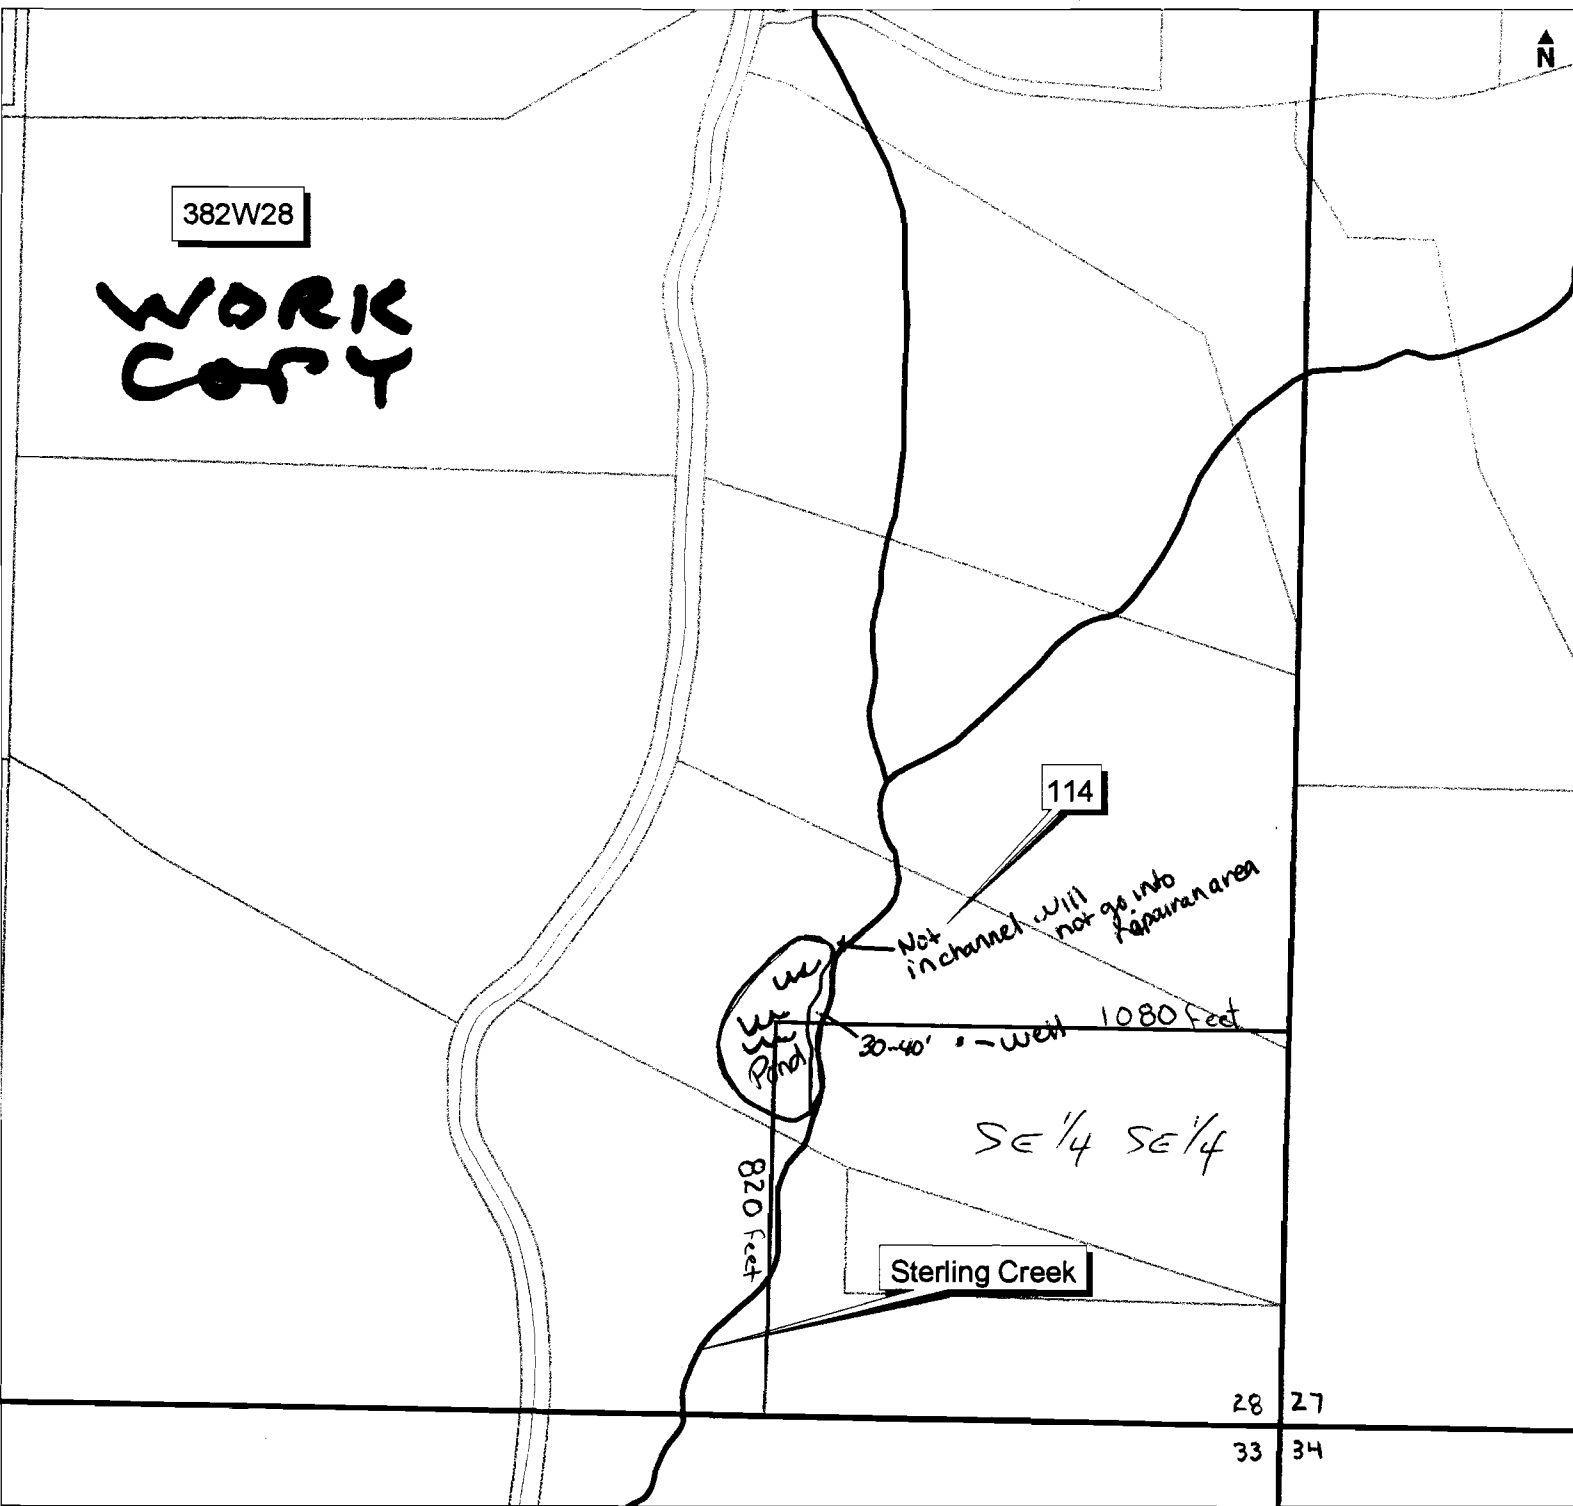 N
382W28
WORK
COPY
114
Not
in channel will
not go into
Repairan area
1080 feet
30-40' • - well
Pond
SE 1/4 SE 1/4
820 feet
Sterling Creek
28 27
33 34